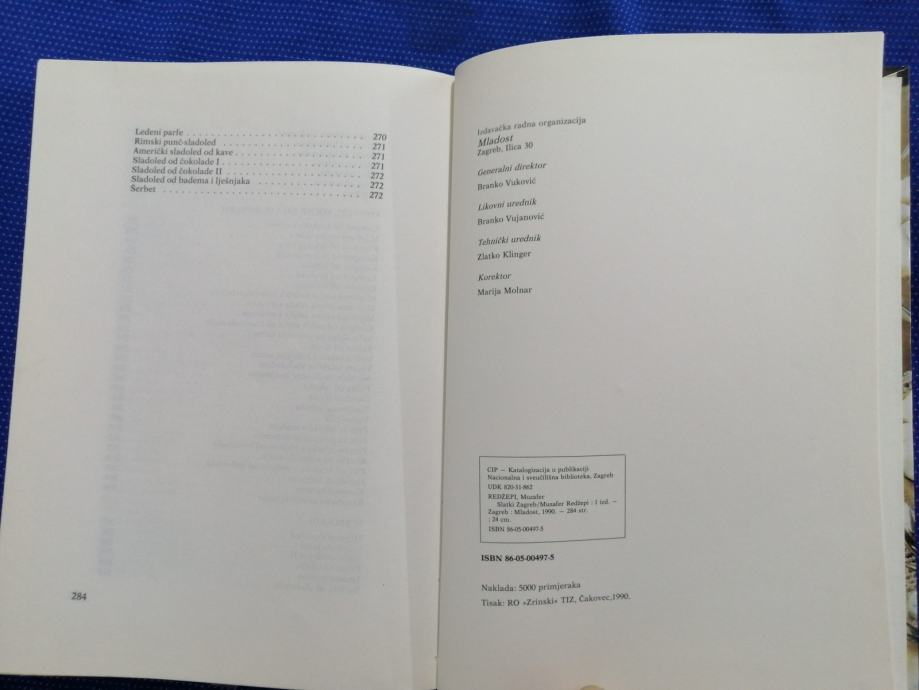 Ledeni parfe . . . . . . . . . . . . . . . . . . . . . . . . . . . 270
Rimski punč-sladoled . . . . . . . . . . . . . . . . . . . . . . . 271
Američki sladoled od kave . . . . . . . . . . . . . . . . . . . . . 271
Sladoled od čokolade I . . . . . . . . . . . . . . . . . . . . . . 271
Sladoled od čokolade II . . . . . . . . . . . . . . . . . . . . . . 272
Sladoled od badema i lješnjaka . . . . . . . . . . . . . . . . . . 272
Šerbet . . . . . . . . . . . . . . . . . . . . . . . . . . . . . . 272
284
Izdavačka radna organizacija
Mladost
Zagreb, Ilica 30
Generalni direktor
Branko Vuković
Likovni urednik
Branko Vujanović
Tehnički urednik
Zlatko Klinger
Korektor
Marija Molnar
CIP — Katalogizacija u publikaciji
Nacionalna i sveučilišna biblioteka, Zagreb
UDK 820-31-862
REDŽEPI, Muzafer
Slatki Zagreb/Muzafer Redžepi : 1 izd. —
Zagreb : Mladost, 1990. — 284 str.
; 24 cm.
ISBN 86-05-00497-5
ISBN 86-05-00497-5
Naklada: 5000 primjeraka
Tisak: RO »Zrinski« TIZ, Čakovec,1990.